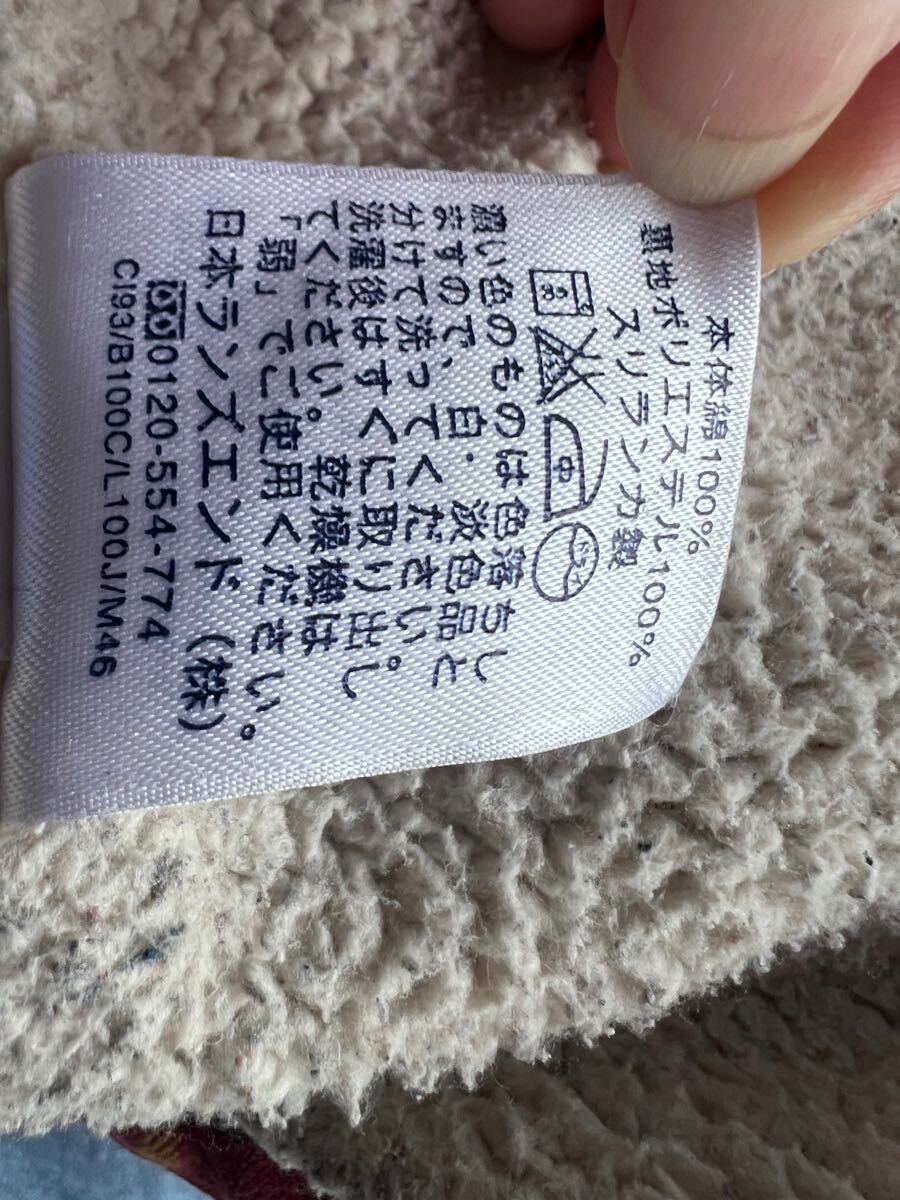 本体綿100%
裏地ポリエステル100%
スリランカ製
中
濃い色のものは色落ちし
ますので、白・淡色品と
分けて洗ってください。
洗濯後はすぐに取り出し
てください。乾燥機は
「弱」でご使用ください。
日本ランズエンド(株)
0120-554-774
C193/B100C/L100J/M46